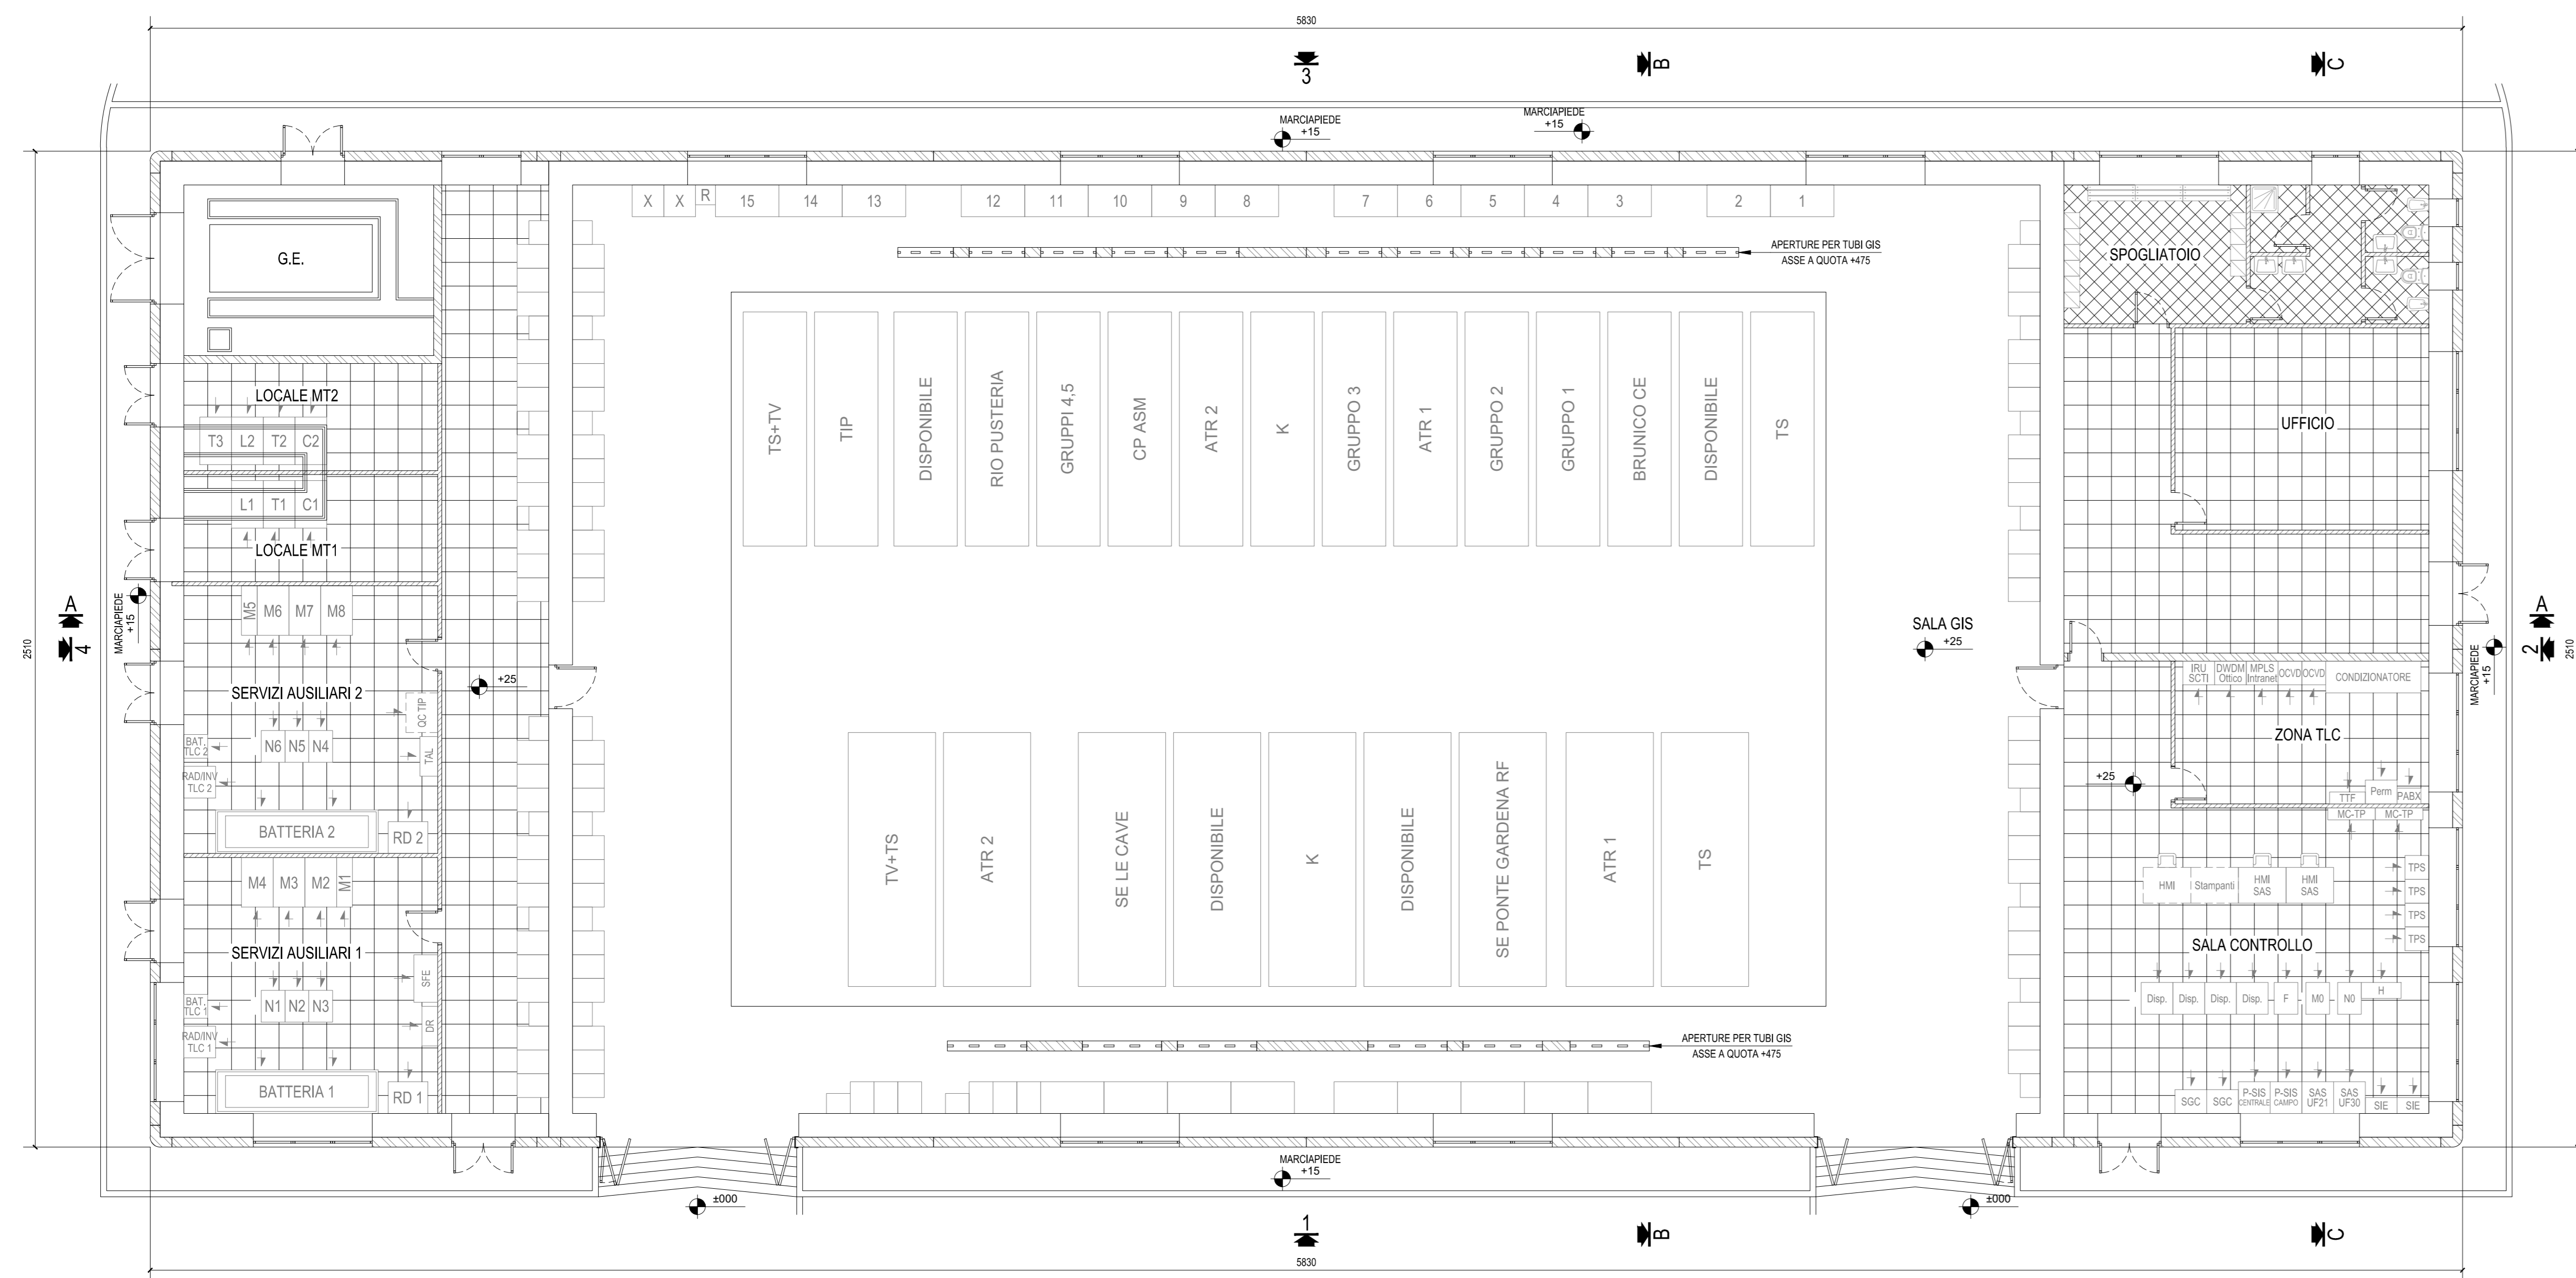 5830
3
B
C
MARCIAPIEDE
+15
MARCIAPIEDE
+15
X
X
R
15
14
13
12
11
10
9
8
7
6
5
4
3
2
1
APERTURE PER TUBI GIS
ASSE A QUOTA +475
G.E.
SPOGLIATOIO
TS+TV
TIP
DISPONIBILE
RIO PUSTERIA
GRUPPI 4,5
CP ASM
ATR 2
K
GRUPPO 3
ATR 1
GRUPPO 2
GRUPPO 1
BRUNICO CE
DISPONIBILE
TS
LOCALE MT2
T3
L2
T2
C2
L1
T1
C1
LOCALE MT1
UFFICIO
2510
A
4
MARCIAPIEDE
+15
M5
M6
M7
M8
SERVIZI AUSILIARI 2
+25
QC TIP
TAL
BAT.
TLC 2
N6
N5
N4
RAD/INV
TLC 2
BATTERIA 2
RD 2
SALA GIS
+25
A
2
2510
MARCIAPIEDE
+15
IRU
SCTI
DWDM
Ottico
MPLS
Intranet
OCVD
OCVD
CONDIZIONATORE
ZONA TLC
+25
TTF
Perm
PABX
MC-TP
MC-TP
M4
M3
M2
M1
SERVIZI AUSILIARI 1
SFE
DR
BAT.
TLC 1
N1
N2
N3
RAD/INV
TLC 1
BATTERIA 1
RD 1
TV+TS
ATR 2
SE LE CAVE
DISPONIBILE
K
DISPONIBILE
SE PONTE GARDENA RF
ATR 1
TS
HMI
Stampanti
HMI
SAS
HMI
SAS
TPS
TPS
TPS
TPS
SALA CONTROLLO
Disp.
Disp.
Disp.
Disp.
F
M0
N0
H
APERTURE PER TUBI GIS
ASSE A QUOTA +475
SGC
SGC
P-SIS
CENTRALE
P-SIS
CAMPO
SAS
UF21
SAS
UF30
SIE
SIE
MARCIAPIEDE
+15
±000
±000
1
B
C
5830